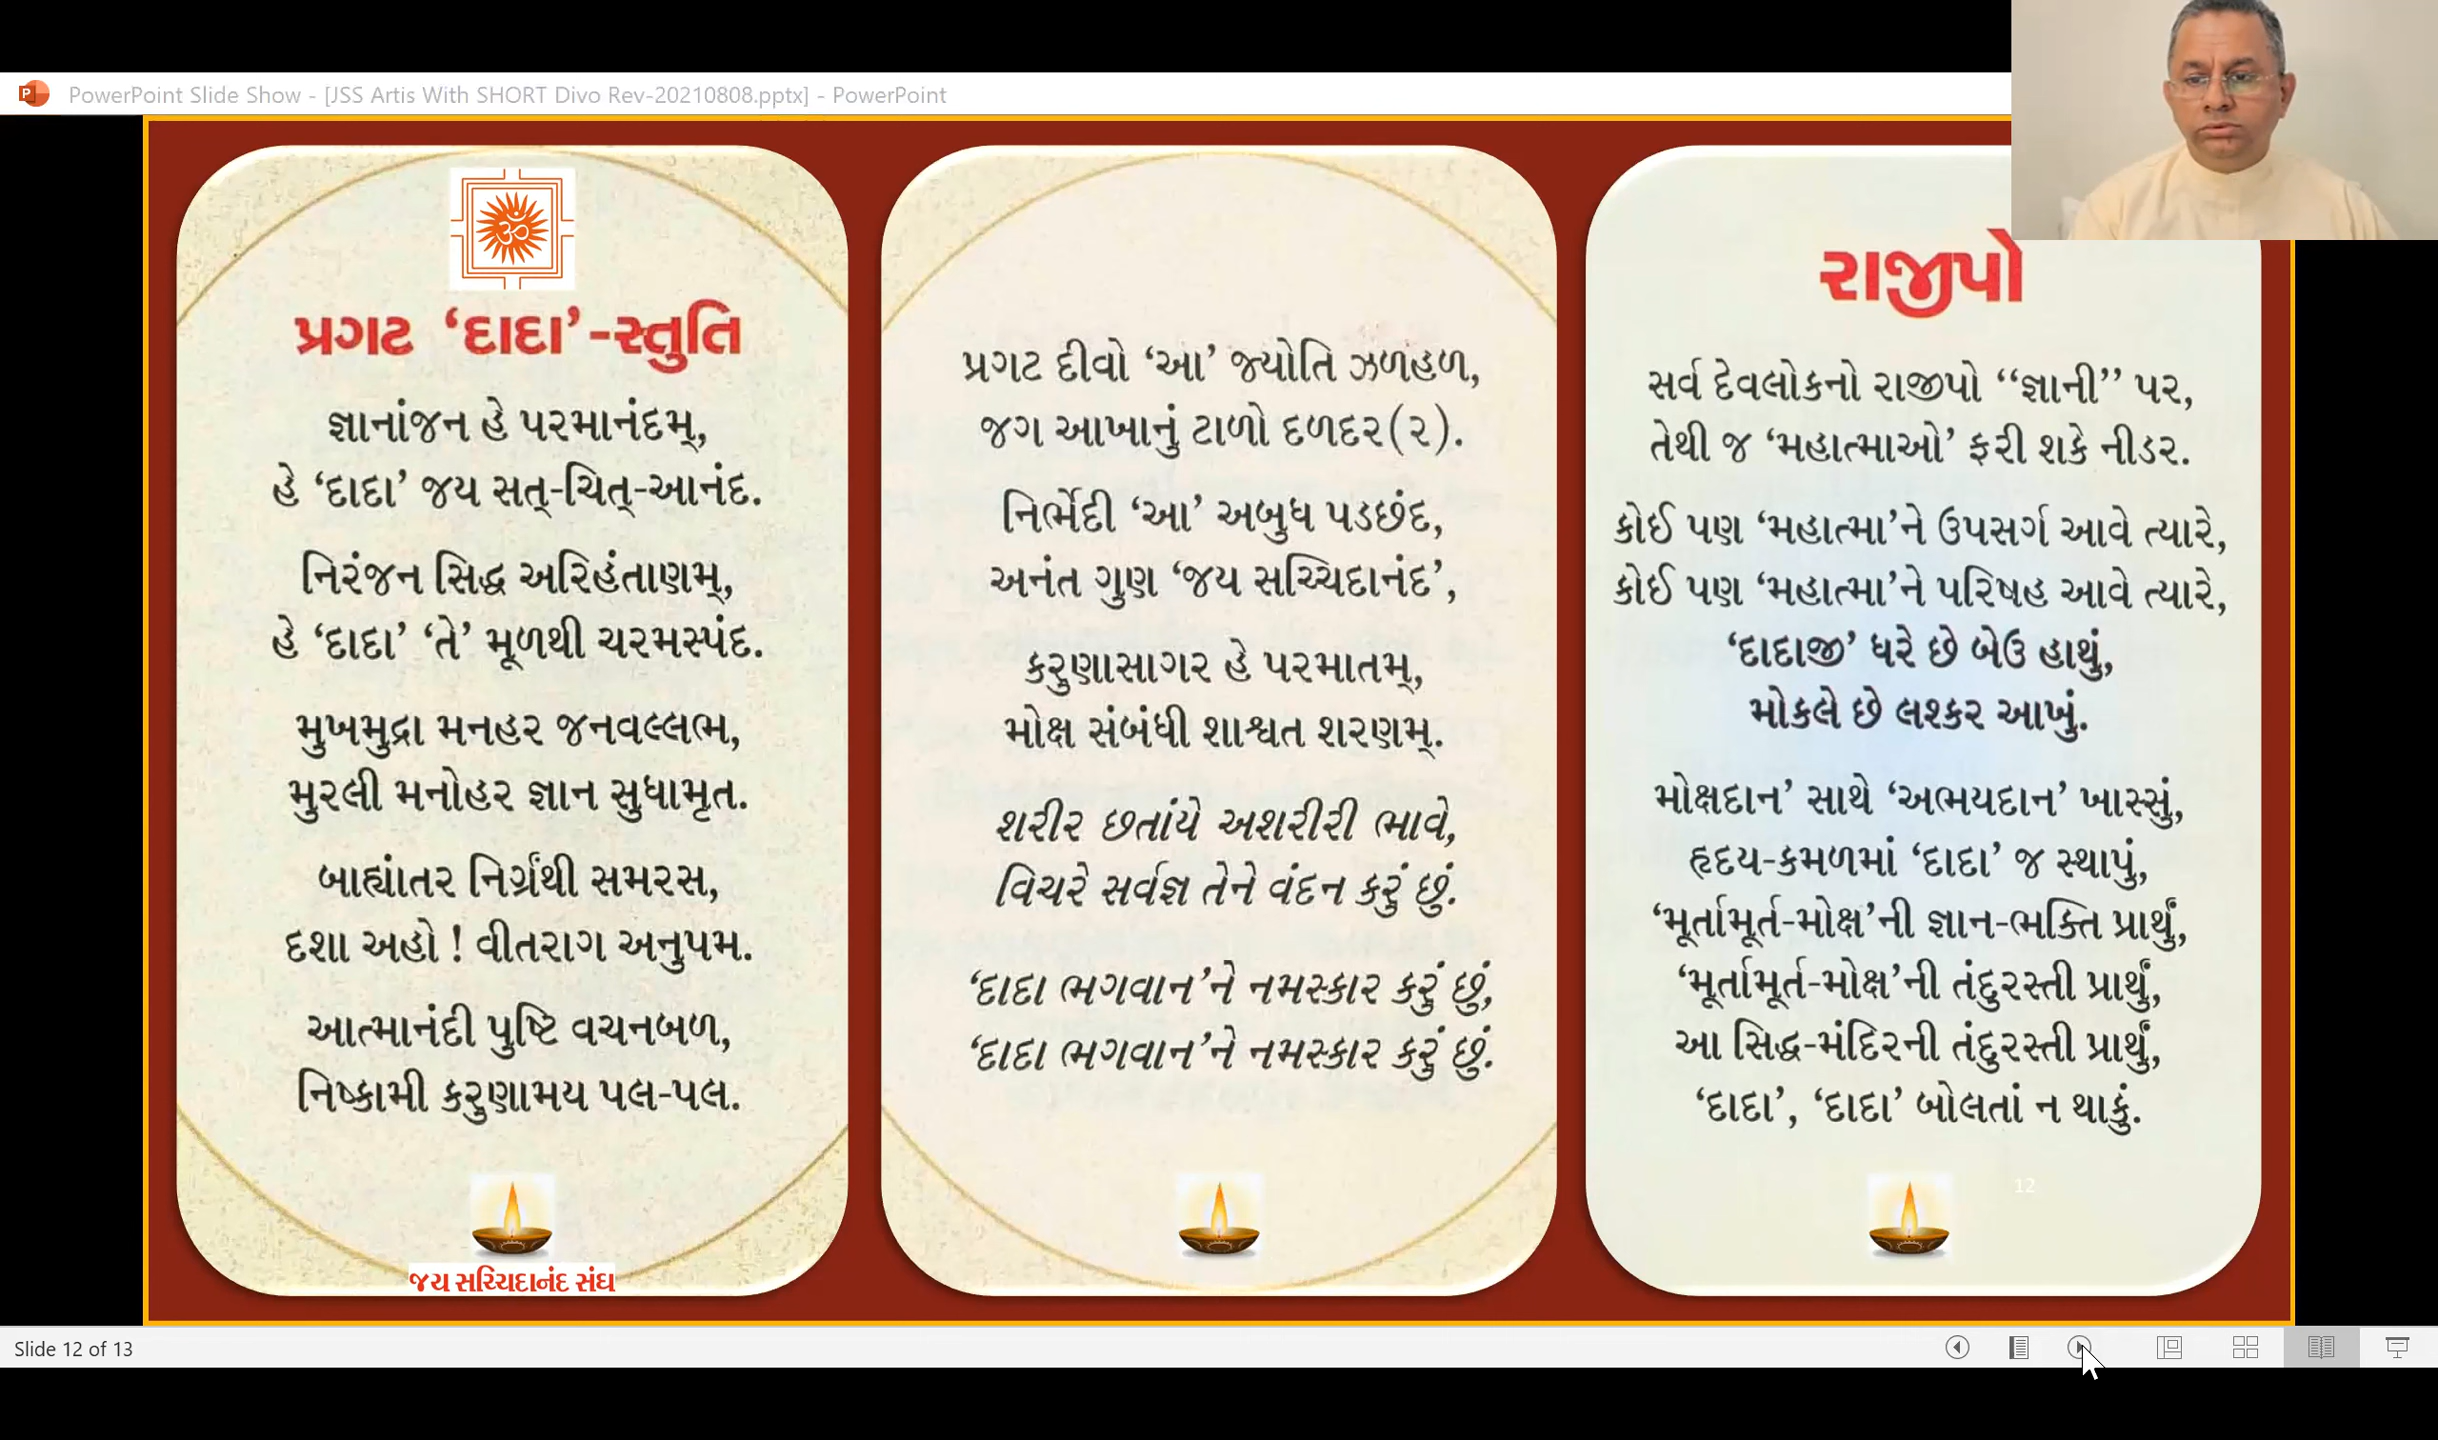 PowerPoint Slide Show - [JSS Artis With SHORT Divo Rev-20210808.pptx] - PowerPoint
પ્રગટ ‘દાદા’-સ્તુતિ
જ્ઞાનાંજન હે પરમાનંદમ્,
હે ‘દાદા’ જય સત્-ચિત્-આનંદ.
નિરંજન સિદ્ધ અરિહંતાણમ્,
હે ‘દાદા’ ‘તે’ મૂળથી ચરમસ્પંદ.
મુખમુદ્રા મનહર જનવલ્લભ,
મુરલી મનોહર જ્ઞાન સુધામૃત.
બાહ્યાંતર નિર્ગ્રંથી સમરસ,
દશા અહો ! વીતરાગ અનુપમ.
આત્માનંદી પુષ્ટિ વચનબળ,
નિષ્કામી કરુણામય પલ-પલ.
જય સચ્ચિદાનંદ સંઘ
પ્રગટ દીવો ‘આ’ જ્યોતિ ઝળહળ,
જગ આખાનું ટાળો દળદર(૨).
નિર્ભેદી ‘આ’ અબુધ પડછંદ,
અનંત ગુણ ‘જય સચ્ચિદાનંદ’,
કરુણાસાગર હે પરમાતમ્,
મોક્ષ સંબંધી શાશ્વત શરણમ્.
શરીર છતાંયે અશરીરી ભાવે,
વિચરે સર્વજ્ઞ તેને વંદન કરું છું.
‘દાદા ભગવાન’ને નમસ્કાર કરું છું,
‘દાદા ભગવાન’ને નમસ્કાર કરું છું.
રાજીપો
સર્વ દેવલોકનો રાજીપો “જ્ઞાની” પર,
તેથી જ ‘મહાત્માઓ’ ફરી શકે નીડર.
કોઈ પણ ‘મહાત્મા’ને ઉપસર્ગ આવે ત્યારે,
કોઈ પણ ‘મહાત્મા’ને પરિષહ આવે ત્યારે,
‘દાદાજી’ ધરે છે બેઉ હાથું,
મોકલે છે લશ્કર આખું.
મોક્ષદાન’ સાથે ‘અભયદાન’ ખાસ્સું,
હૃદય-કમળમાં ‘દાદા’ જ સ્થાપું,
‘મૂર્તામૂર્ત-મોક્ષ’ની જ્ઞાન-ભક્તિ પ્રાર્થું,
‘મૂર્તામૂર્ત-મોક્ષ’ની તંદુરસ્તી પ્રાર્થું,
આ સિદ્ધ-મંદિરની તંદુરસ્તી પ્રાર્થું,
‘દાદા’, ‘દાદા’ બોલતાં ન થાકું.
12
Slide 12 of 13